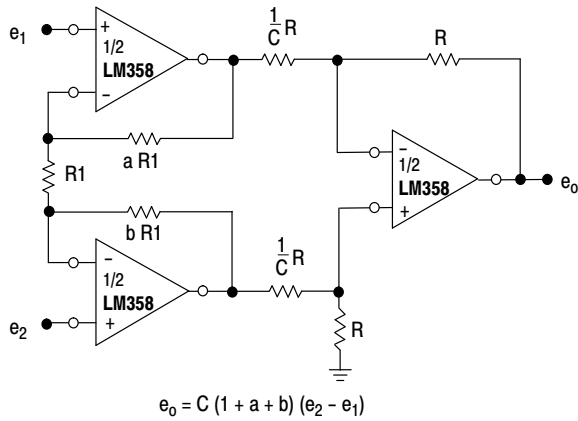 e1
+
1/2
LM358
−
a R1
R1
b R1
−
1/2
LM358
+
e2
1/C R
R
−
1/2
LM358
+
eo
1/C R
R
eo = C (1 + a + b) (e2 − e1)